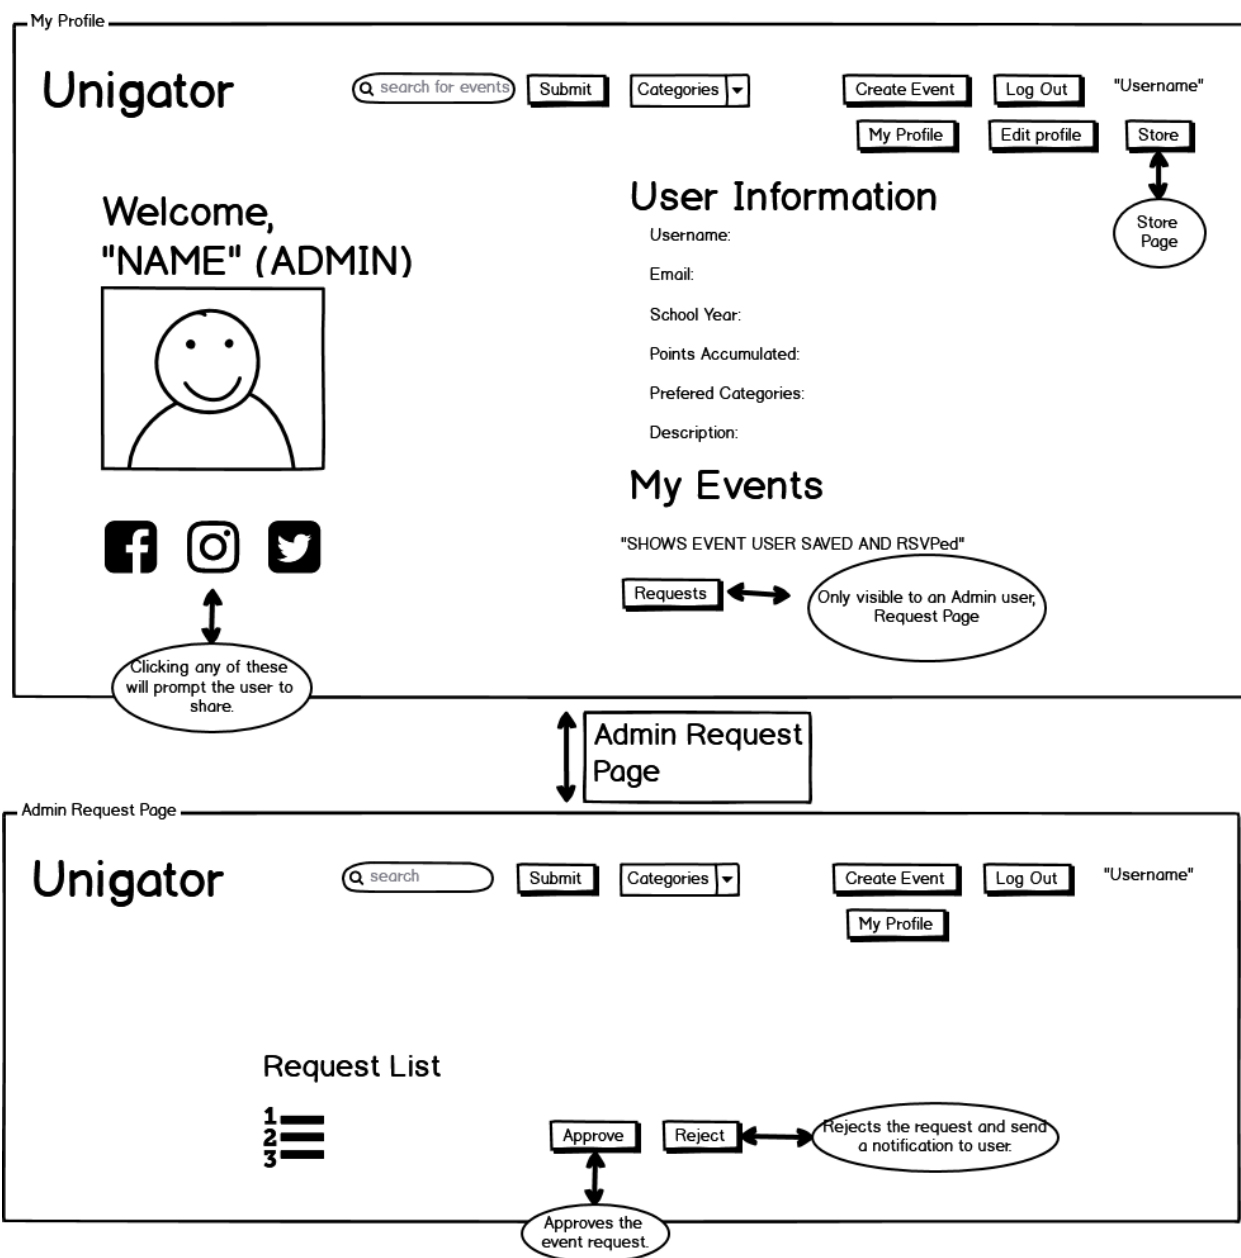 My Profile
Unigator
search for events
Submit
Categories
Create Event
Log Out
"Username"
My Profile
Edit profile
Store
Welcome,
"NAME" (ADMIN)
User Information
Username:
Email:
School Year:
Points Accumulated:
Prefered Categories:
Description:
Store
Page
My Events
"SHOWS EVENT USER SAVED AND RSVPed"
Requests
Only visible to an Admin user,
Request Page
Clicking any of these
will prompt the user to
share.
Admin Request
Page
Admin Request Page
Unigator
search
Submit
Categories
Create Event
Log Out
"Username"
My Profile
Request List
1
2
3
Approve
Reject
Rejects the request and send
a notification to user.
Approves the
event request.